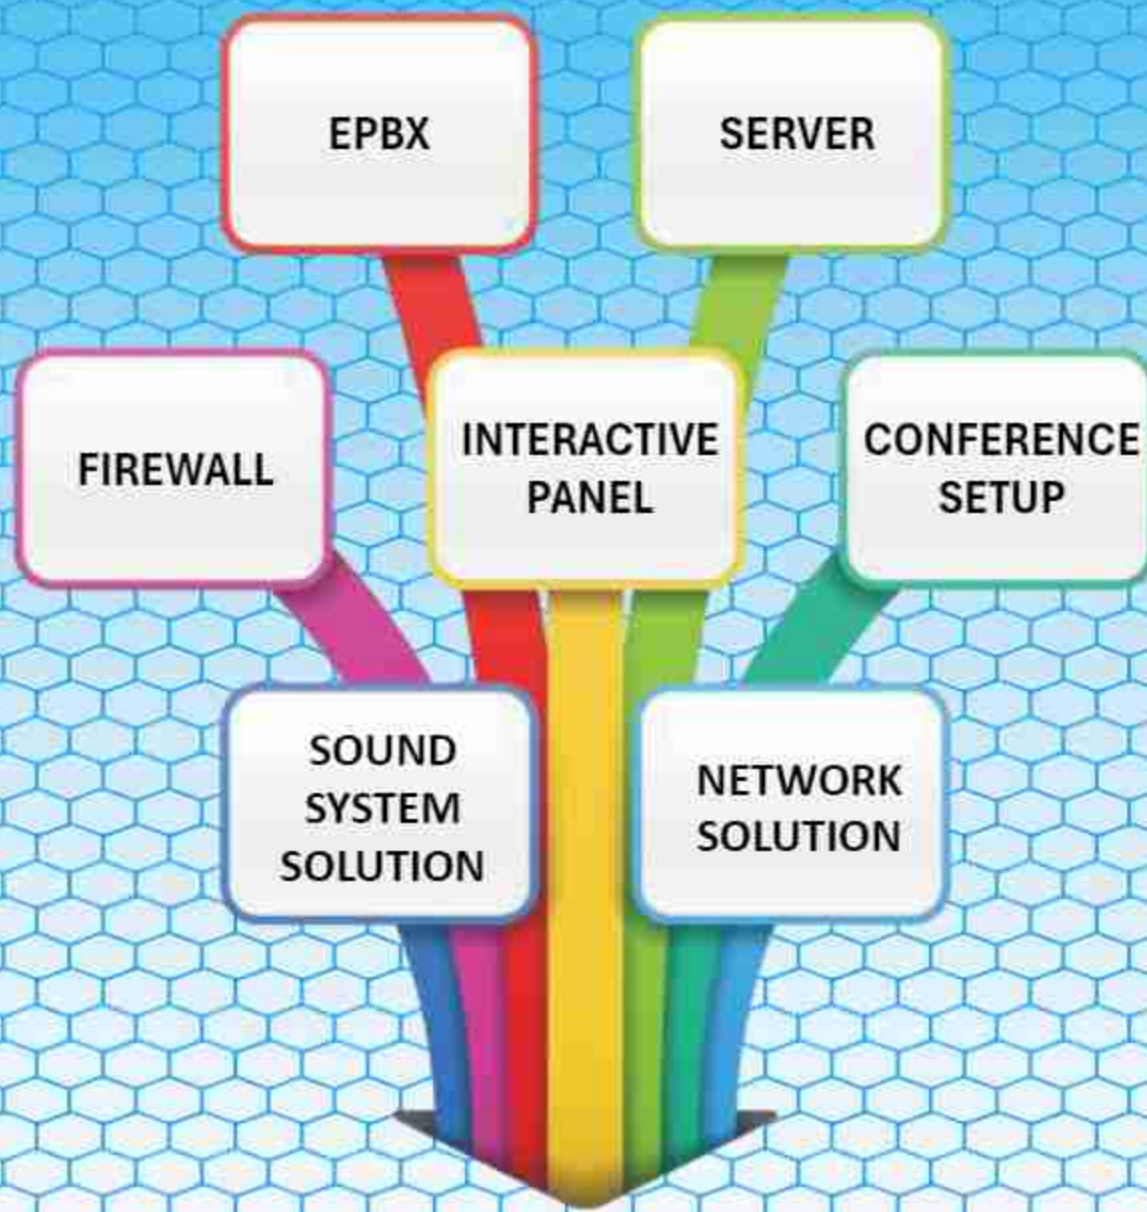 EPBX
SERVER
FIREWALL
INTERACTIVE
PANEL
CONFERENCE
SETUP
SOUND
SYSTEM
SOLUTION
NETWORK
SOLUTION